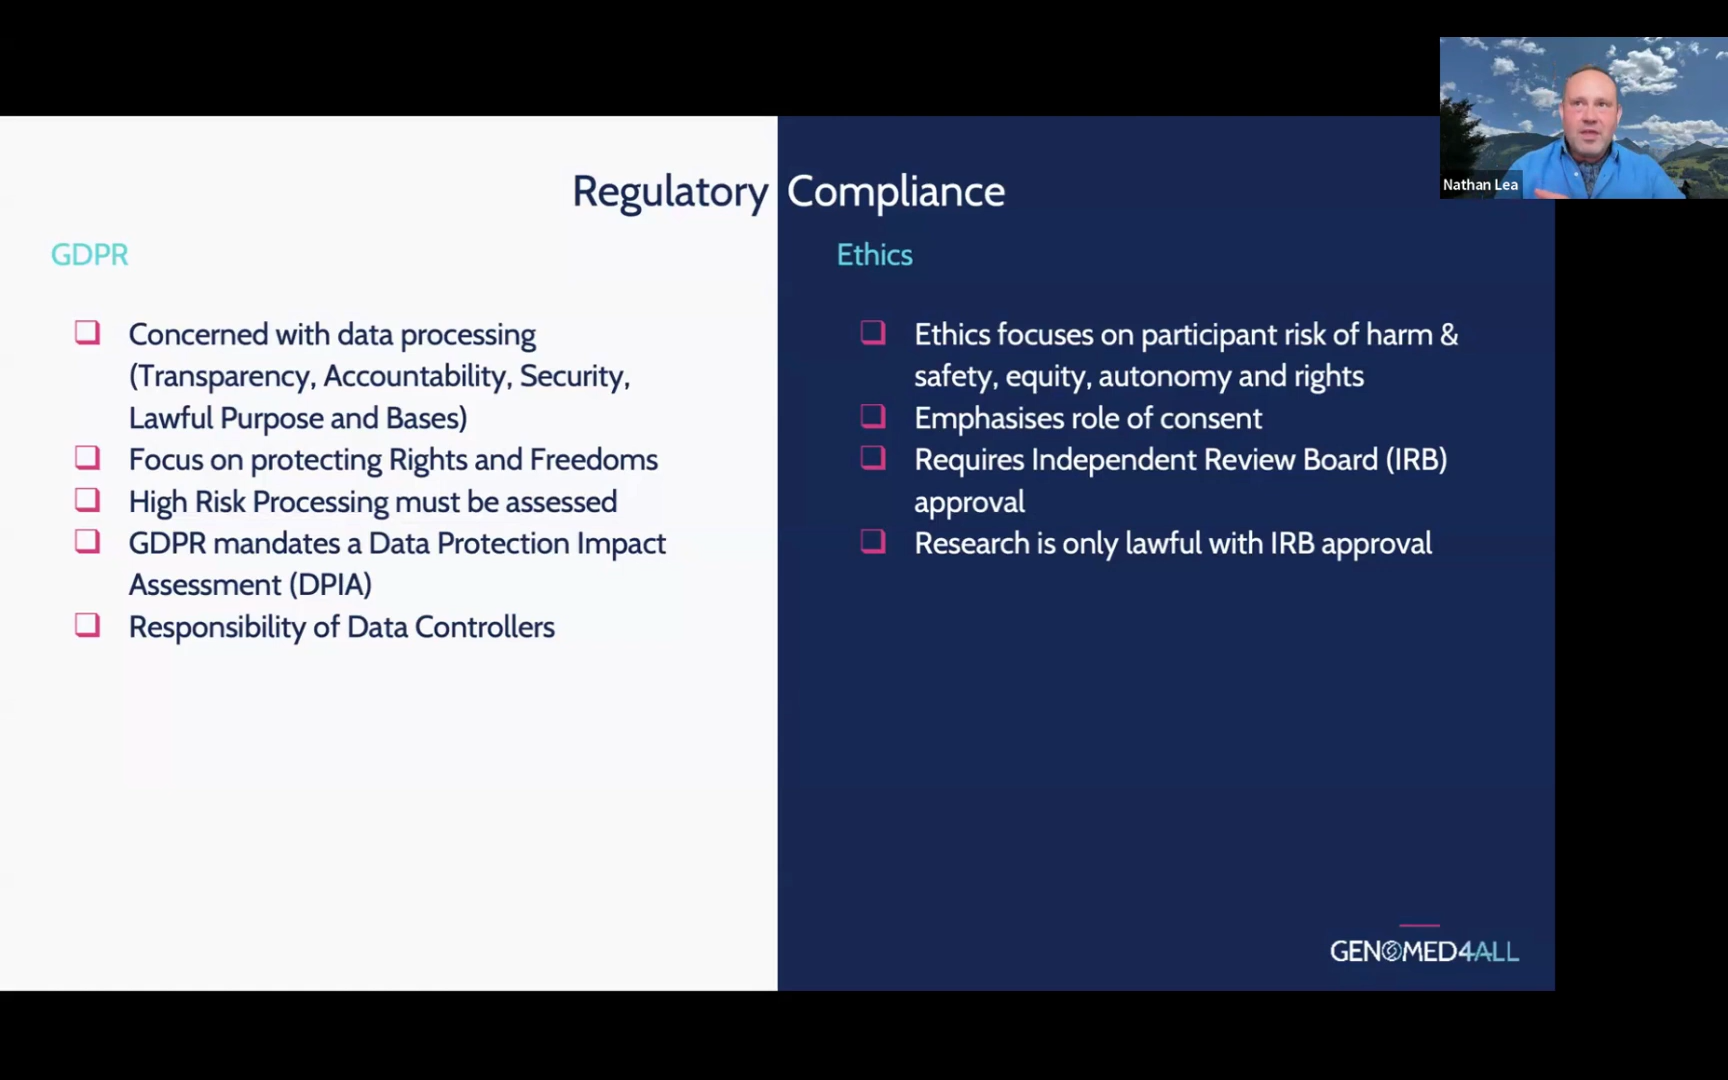 Nathan Lea
Regulatory Compliance
GDPR
Concerned with data processing
(Transparency, Accountability, Security,
Lawful Purpose and Bases)
Focus on protecting Rights and Freedoms
High Risk Processing must be assessed
GDPR mandates a Data Protection Impact
Assessment (DPIA)
Responsibility of Data Controllers
Ethics
Ethics focuses on participant risk of harm &
safety, equity, autonomy and rights
Emphasises role of consent
Requires Independent Review Board (IRB)
approval
Research is only lawful with IRB approval
GENOMED4ALL